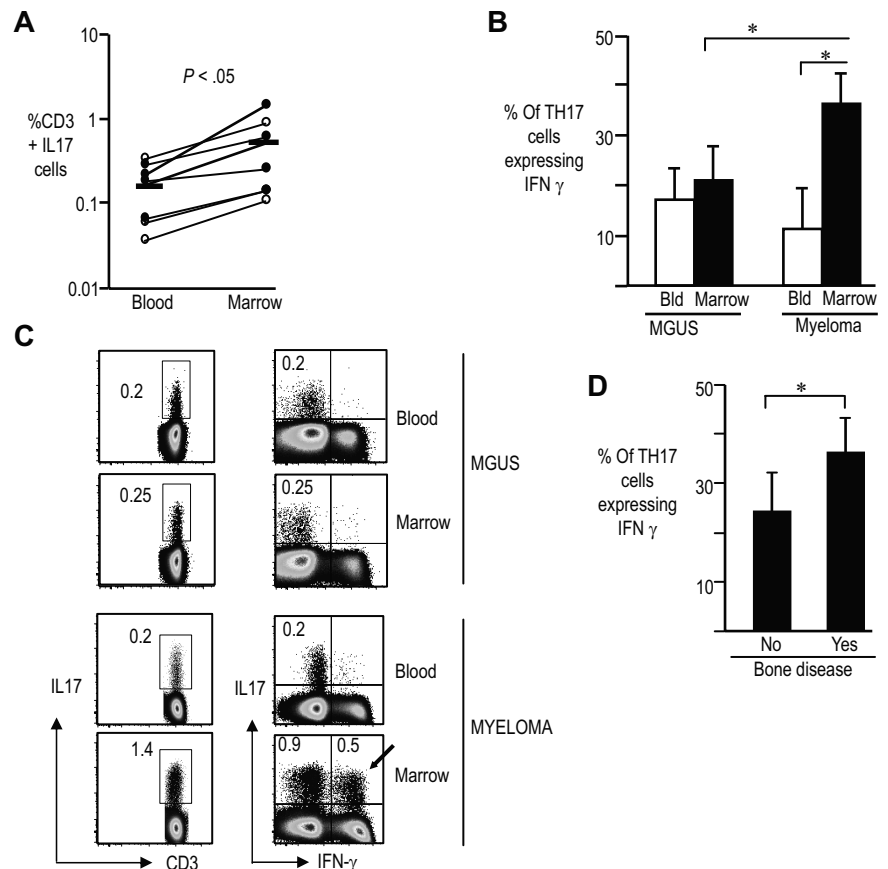 A
10
1
0.1
0.01
P < .05
%CD3
+ IL17
cells
Blood Marrow
B
50
30
10
% Of TH17
cells
expressing
IFN γ
*
*
Bld Marrow Bld Marrow
MGUS Myeloma
C
0.2 0.2 Blood
MGUS
0.25 0.25 Marrow
0.2 0.2 Blood
IL17 IL17
MYELOMA
1.4 0.9 0.5 Marrow
CD3 IFN-γ
D
50
30
10
% Of TH17
cells
expressing
IFN γ
*
No Yes
Bone disease